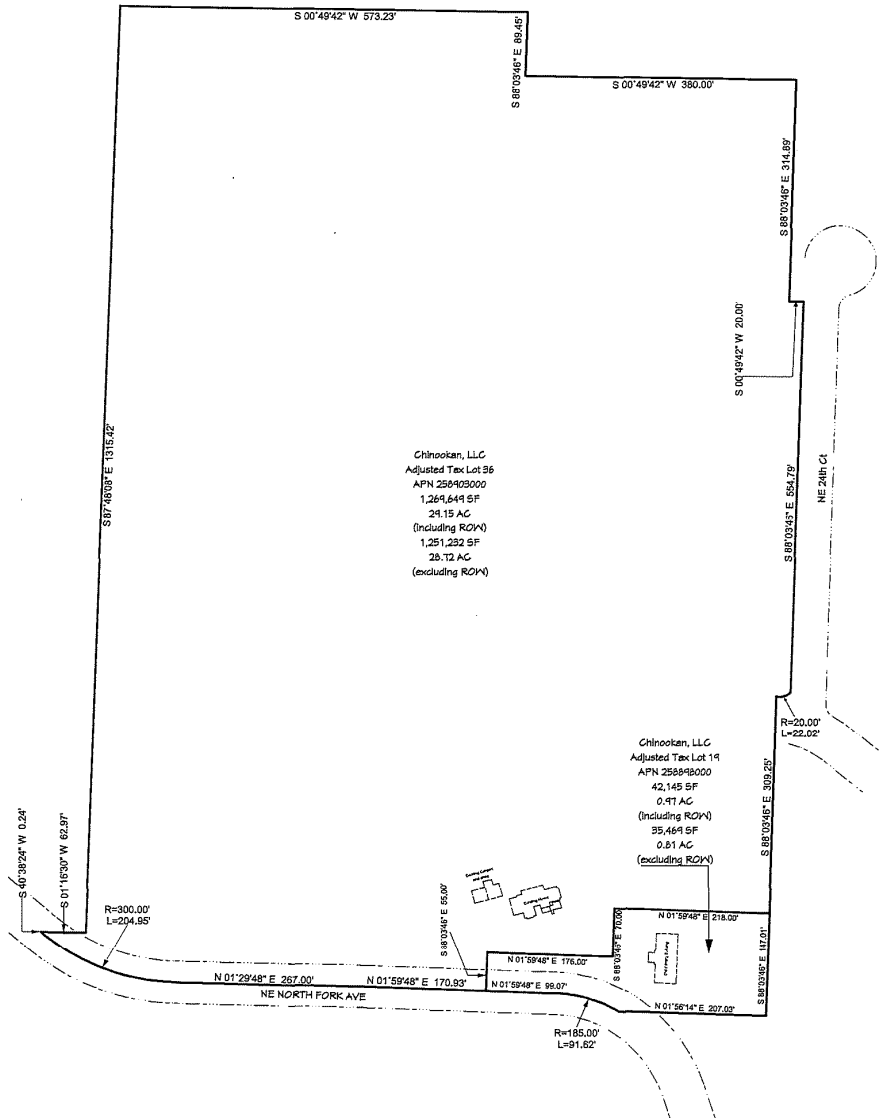 S 00°49'42" W 573.23'
S 88°03'46" E 89.45'
S 00°49'42" W 380.00'
S 88°03'46" E 314.89'
S 00°49'42" W 20.00'
S 87°48'08" E 1315.42'
Chinookan, LLC
Adjusted Tax Lot 36
APN 258903000
1,269,649 SF
29.15 AC
(including ROW)
1,251,232 SF
28.72 AC
(excluding ROW)
S 88°03'46" E 554.79'
NE 24th Ct
R=20.00'
L=22.02'
Chinookan, LLC
Adjusted Tax Lot 19
APN 258898000
42,145 SF
0.97 AC
(including ROW)
35,469 SF
0.81 AC
(excluding ROW)
S 88°03'46" E 309.25'
S 40°38'24" W 0.24'
S 01°16'30" W 62.97'
R=300.00'
L=204.95'
S 88°03'46" E 55.00'
N 01°59'48" E 218.00'
S 88°03'46" E 70.00'
N 01°59'48" E 176.00'
S 88°03'46" E 147.01'
N 01°29'48" E 267.00'
N 01°59'48" E 170.93'
N 01°59'48" E 99.07'
NE NORTH FORK AVE
N 01°56'14" E 207.03'
R=185.00'
L=91.62'